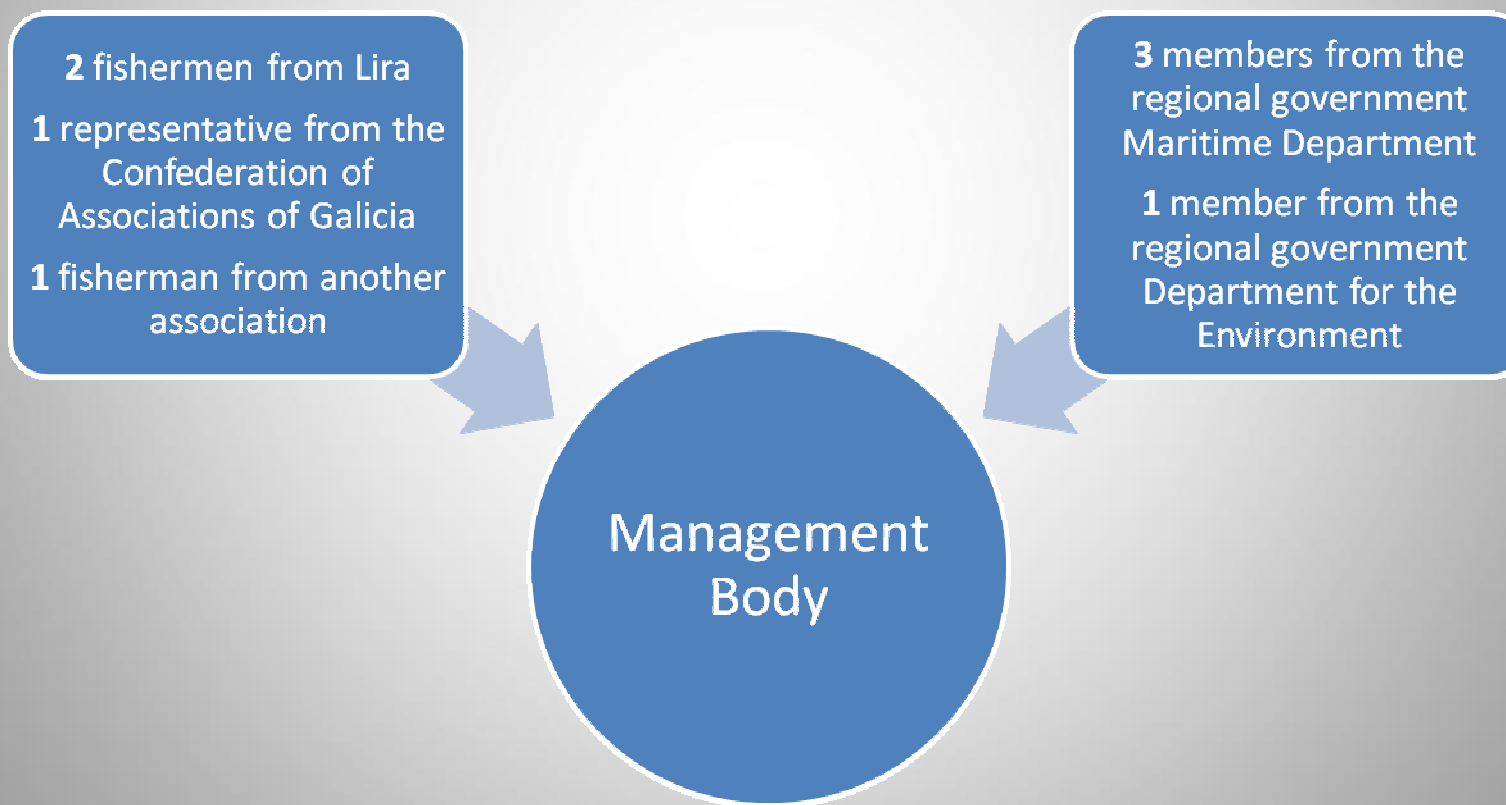 2 fishermen from Lira
1 representative from the
Confederation of
Associations of Galicia
1 fisherman from another
association
3 members from the
regional government
Maritime Department
1 member from the
regional government
Department for the
Environment
Management
Body